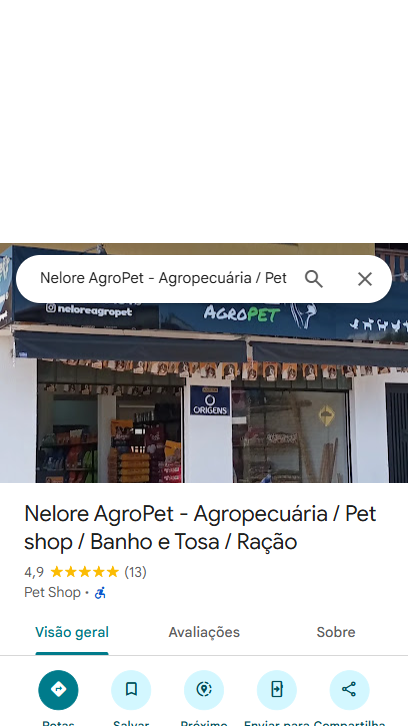 Nelore AgroPet - Agropecuária / Pet
neloreagropet
AGROPET
ORIGENS
Nelore AgroPet - Agropecuária / Pet
shop / Banho e Tosa / Ração
4,9 (13)
Pet Shop •
Visão geral Avaliações Sobre
Rotas Salvar Próximo Enviar para Compartilha